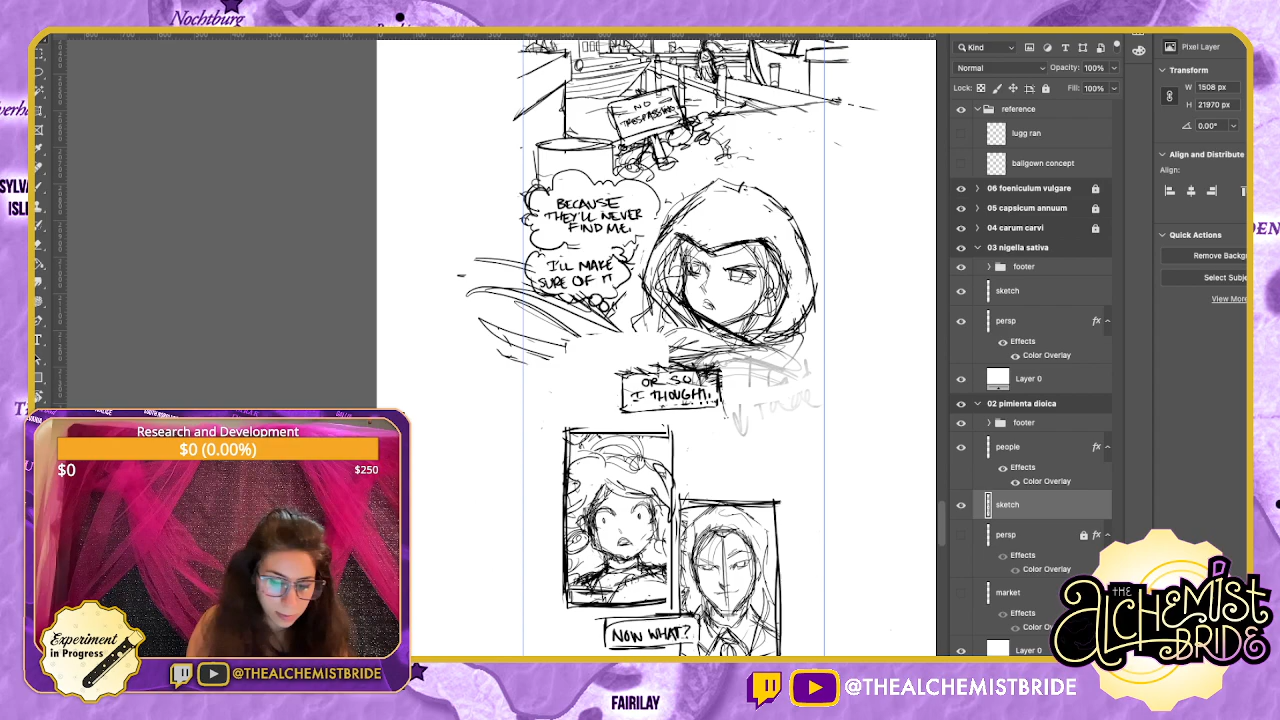 Nochtburg
NO
TRESPASSING
BECAUSE
THEY'LL NEVER
FIND ME.
I'LL MAKE
SURE OF IT
OR SO
I THOUGHT...
NOW WHAT?
Kind
Normal
Opacity: 100%
Lock:
Fill: 100%
reference
lugg ran
ballgown concept
06 foeniculum vulgare
05 capsicum annuum
04 carum carvi
03 nigella sativa
footer
sketch
persp
fx
Effects
Color Overlay
Layer 0
02 pimienta dioica
footer
people
fx
Effects
Color Overlay
sketch
persp
fx
Effects
Color Overlay
market
Effects
Layer 0
Pixel Layer
Transform
W 1508 px
H 21970 px
0.00°
Align and Distribute
Align:
Quick Actions
Remove Backg
Select Subje
View More
Research and Development
$0 (0.00%)
$0
$250
Experiment
in Progress
@THEALCHEMISTBRIDE
FAIRILAY
@THEALCHEMISTBRIDE
THE
ALCHEMIST
BRIDE